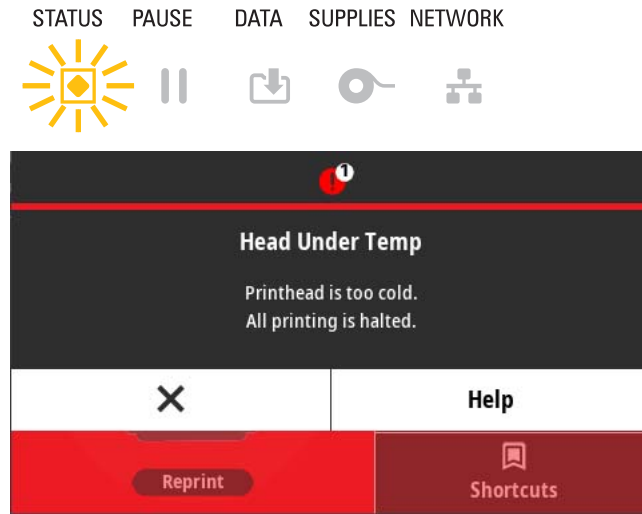 STATUS PAUSE DATA SUPPLIES NETWORK
1
Head Under Temp
Printhead is too cold.
All printing is halted.
Help
Reprint
Shortcuts